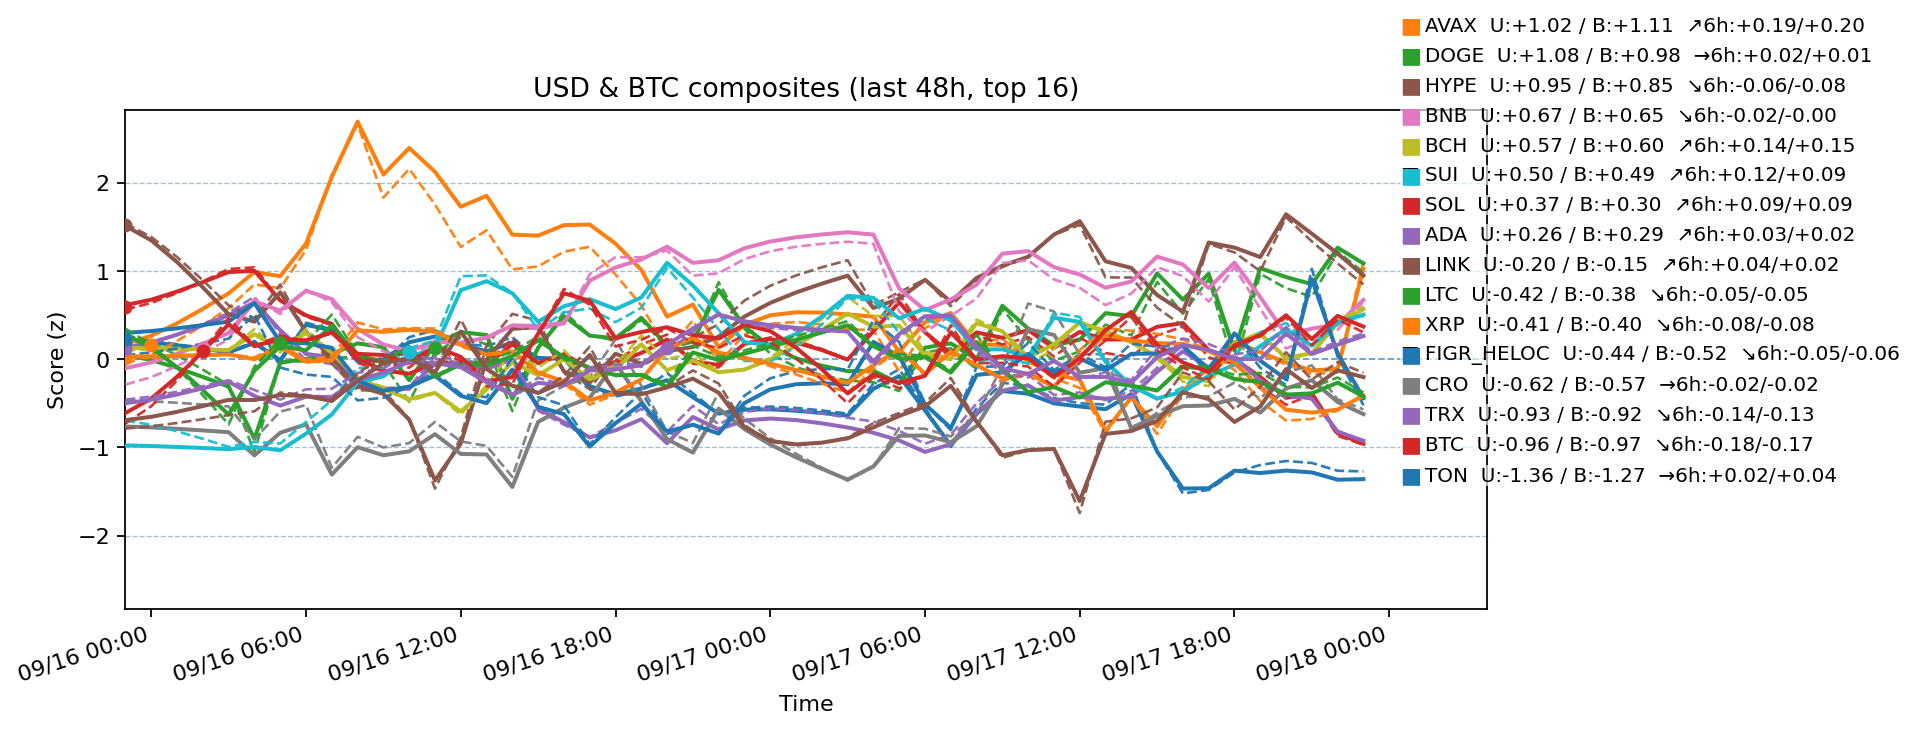 USD & BTC composites (last 48h, top 16)
AVAX U:+1.02 / B:+1.11 ↗6h:+0.19/+0.20
DOGE U:+1.08 / B:+0.98 →6h:+0.02/+0.01
HYPE U:+0.95 / B:+0.85 ↘6h:-0.06/-0.08
BNB U:+0.67 / B:+0.65 ↘6h:-0.02/-0.00
BCH U:+0.57 / B:+0.60 ↗6h:+0.14/+0.15
SUI U:+0.50 / B:+0.49 ↗6h:+0.12/+0.09
SOL U:+0.37 / B:+0.30 ↗6h:+0.09/+0.09
ADA U:+0.26 / B:+0.29 ↗6h:+0.03/+0.02
LINK U:-0.20 / B:-0.15 ↗6h:+0.04/+0.02
LTC U:-0.42 / B:-0.38 ↘6h:-0.05/-0.05
XRP U:-0.41 / B:-0.40 ↘6h:-0.08/-0.08
FIGR_HELOC U:-0.44 / B:-0.52 ↘6h:-0.05/-0.06
CRO U:-0.62 / B:-0.57 →6h:-0.02/-0.02
TRX U:-0.93 / B:-0.92 ↘6h:-0.14/-0.13
BTC U:-0.96 / B:-0.97 ↘6h:-0.18/-0.17
TON U:-1.36 / B:-1.27 →6h:+0.02/+0.04
Score (z)
2
1
0
−1
−2
09/16 00:00
09/16 06:00
09/16 12:00
09/16 18:00
09/17 00:00
09/17 06:00
09/17 12:00
09/17 18:00
09/18 00:00
Time